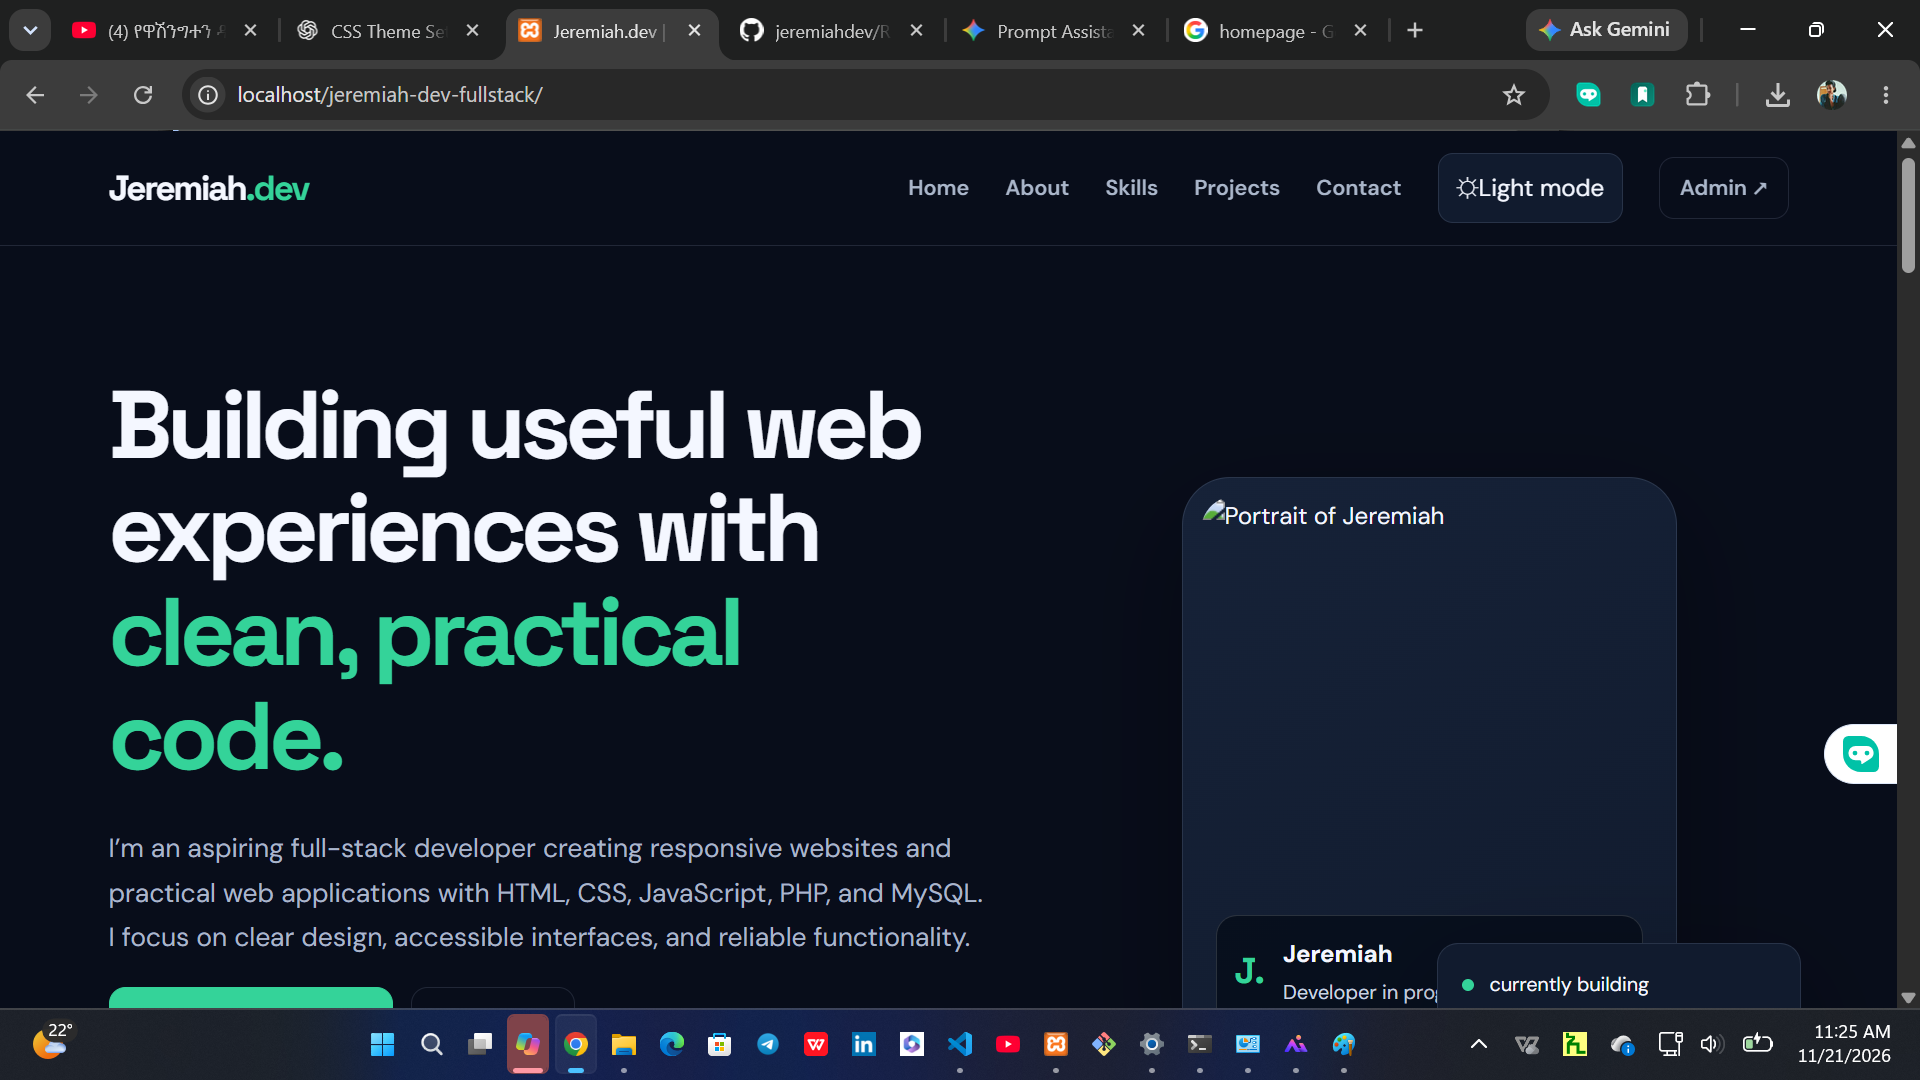 (4) የዋሽንግተን
CSS Theme Se
Jeremiah.dev |
jeremiahdev/R
Prompt Assista
homepage - G
Ask Gemini
localhost/jeremiah-dev-fullstack/
Jeremiah.dev
Home
About
Skills
Projects
Contact
Light mode
Admin ↗
Building useful web
experiences with
clean, practical
code.
I’m an aspiring full-stack developer creating responsive websites and
practical web applications with HTML, CSS, JavaScript, PHP, and MySQL.
I focus on clear design, accessible interfaces, and reliable functionality.
Portrait of Jeremiah
J.
Jeremiah
Developer in prog
currently building
22°
11:25 AM
11/21/2026